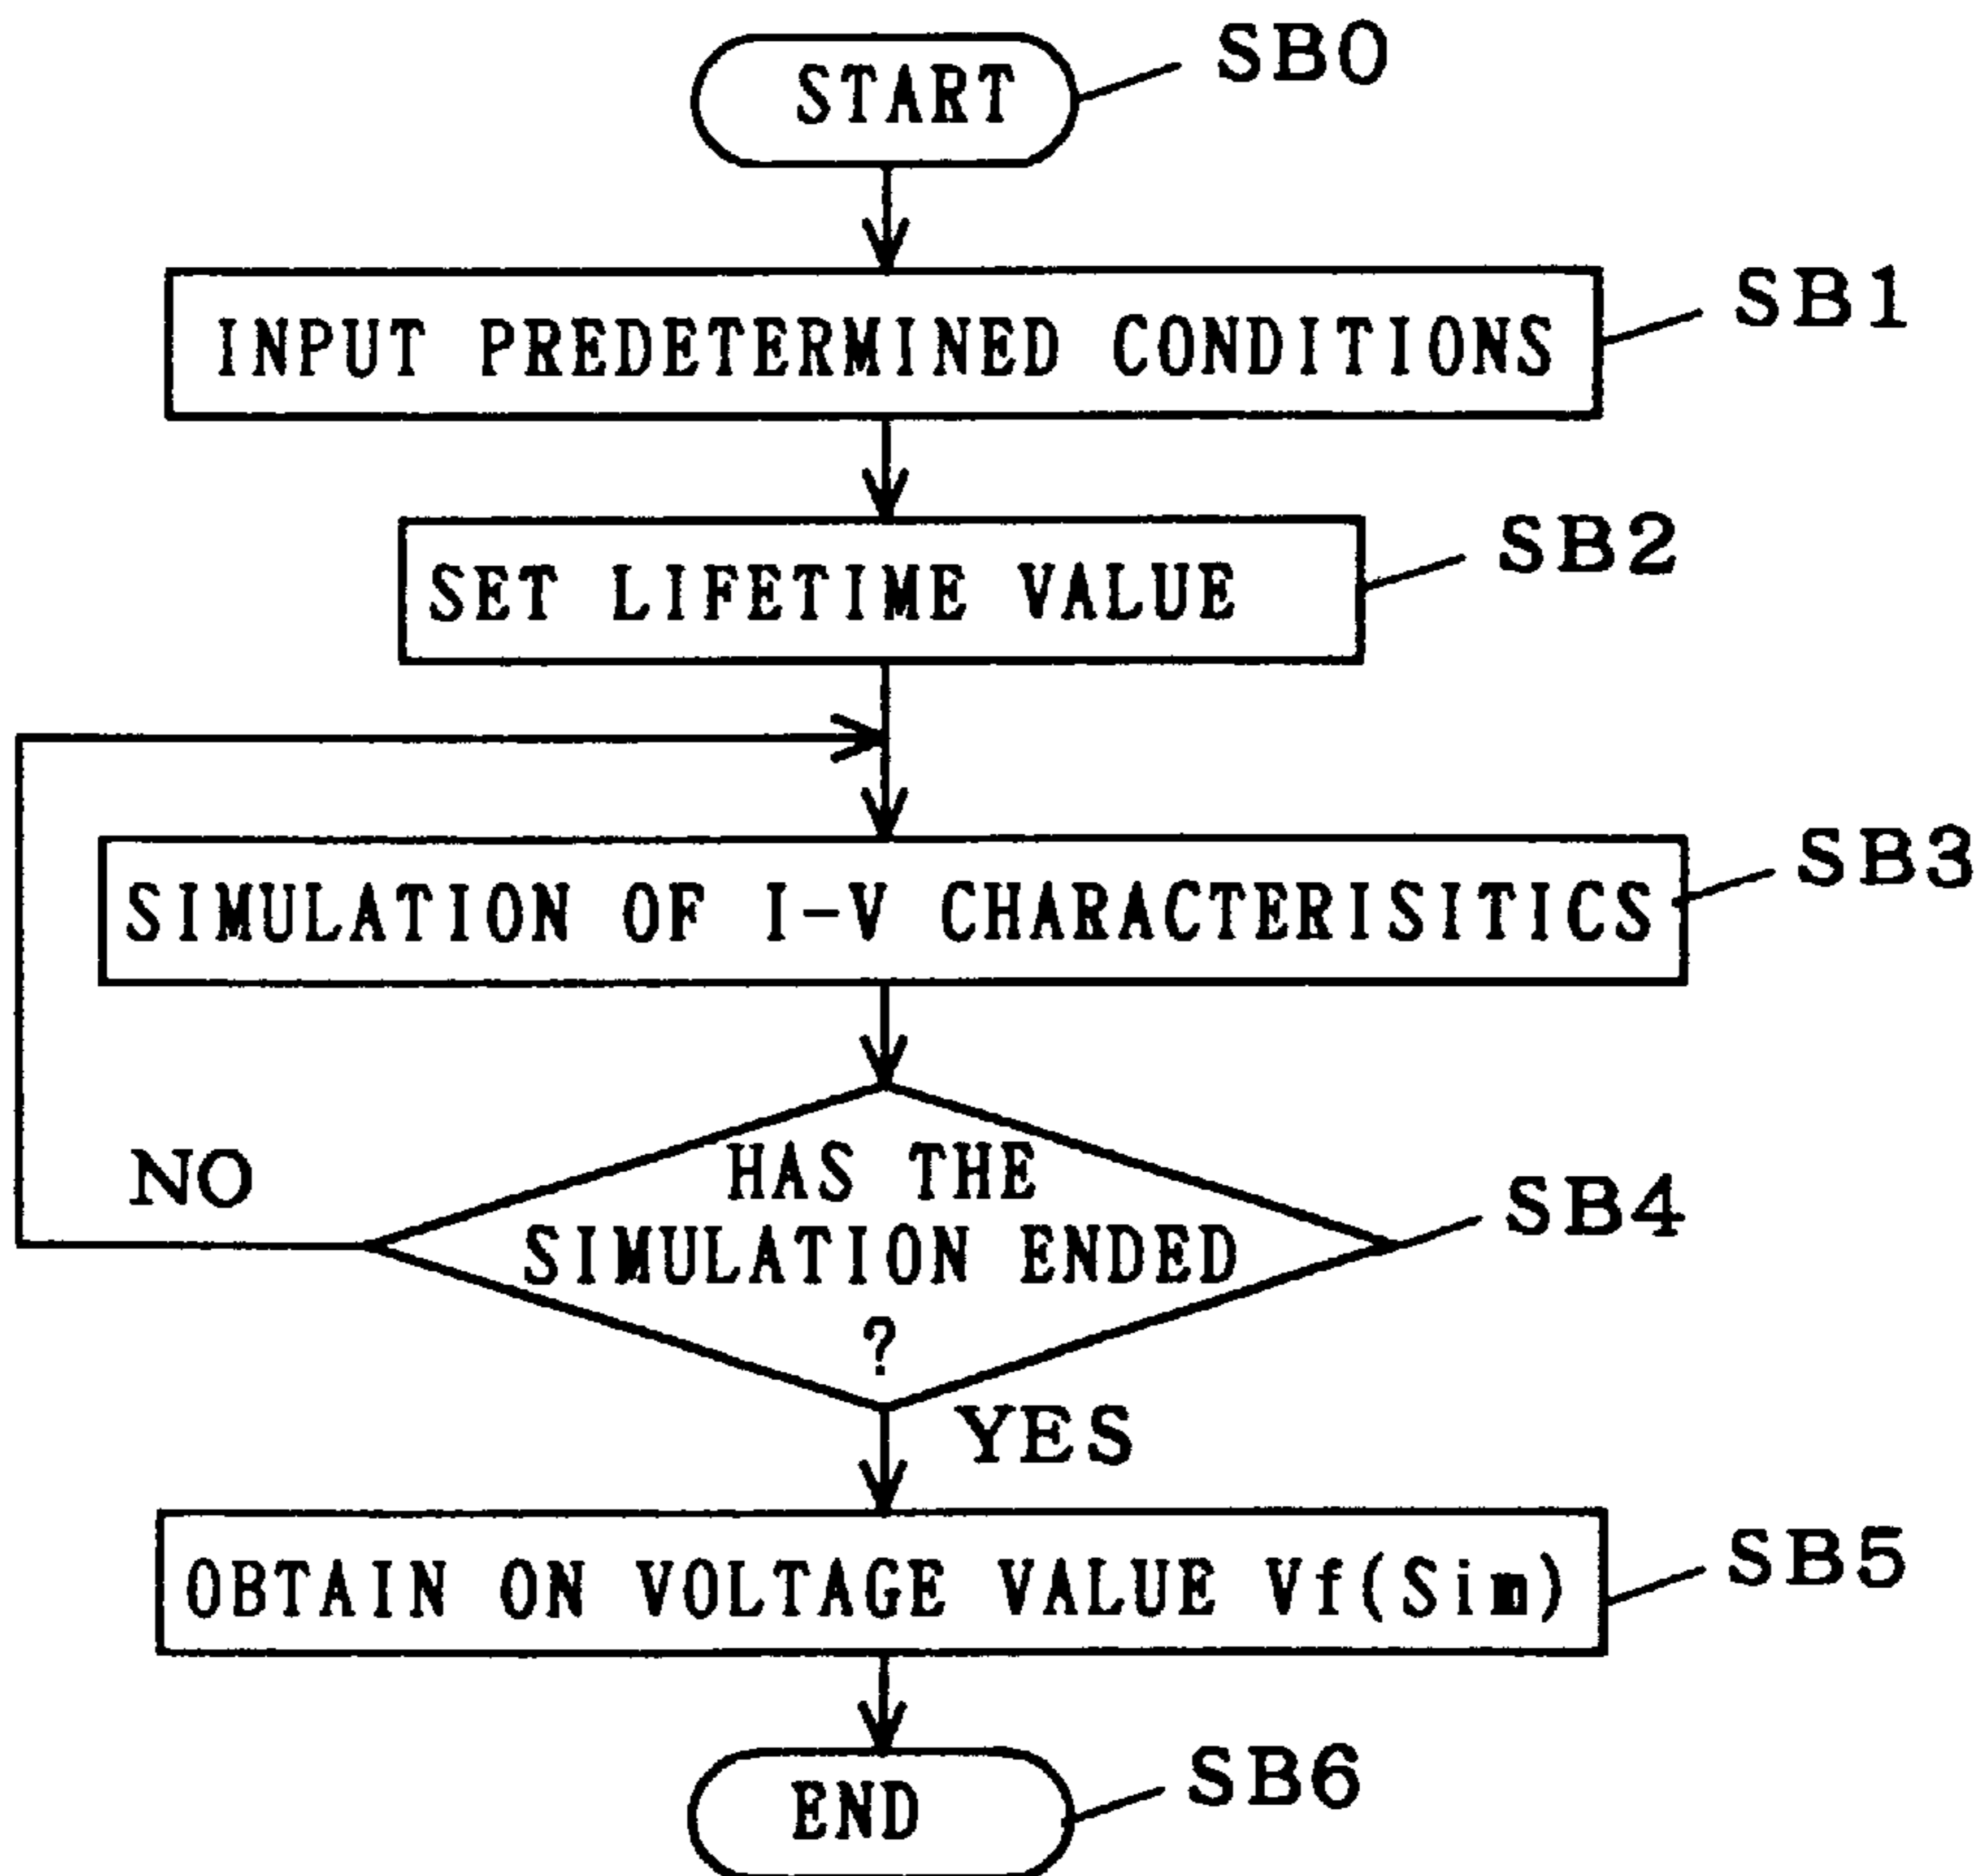 START
SB0
INPUT PREDETERMINED CONDITIONS
SB1
SET LIFETIME VALUE
SB2
SIMULATION OF I-V CHARACTERISITICS
SB3
HAS THE
SIMULATION ENDED
?
SB4
NO
YES
OBTAIN ON VOLTAGE VALUE Vf(Sim)
SB5
END
SB6